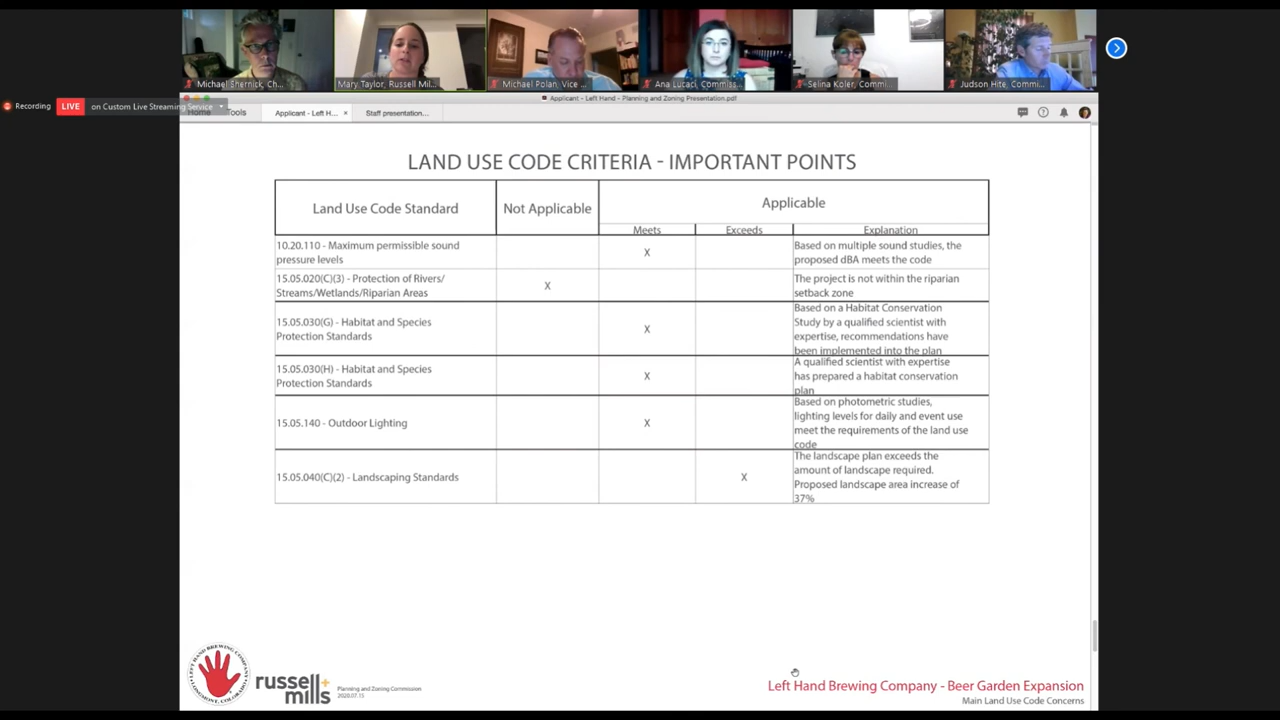 Michael Shernick, Ch...
Mary Taylor, Russell Mil...
Michael Polan, Vice ...
Ana Lucaci, Commiss...
Selina Koler, Commi...
Judson Hite, Commi...
Recording
LIVE
on Custom Live Streaming Service
Applicant - Left Hand - Planning and Zoning Presentation.pdf
Home
Tools
Applicant - Left H...
Staff presentation...
LAND USE CODE CRITERIA - IMPORTANT POINTS
Land Use Code Standard
Not Applicable
Applicable
Meets
Exceeds
Explanation
10.20.110 - Maximum permissible sound
pressure levels
X
Based on multiple sound studies, the
proposed dBA meets the code
15.05.020(C)(3) - Protection of Rivers/
Streams/Wetlands/Riparian Areas
X
The project is not within the riparian
setback zone
15.05.030(G) - Habitat and Species
Protection Standards
X
Based on a Habitat Conservation
Study by a qualified scientist with
expertise, recommendations have
been implemented into the plan
15.05.030(H) - Habitat and Species
Protection Standards
X
A qualified scientist with expertise
has prepared a habitat conservation
plan
15.05.140 - Outdoor Lighting
X
Based on photometric studies,
lighting levels for daily and event use
meet the requirements of the land use
code
15.05.040(C)(2) - Landscaping Standards
X
The landscape plan exceeds the
amount of landscape required.
Proposed landscape area increase of
37%
LEFT HAND BREWING COMPANY
LONGMONT, COLORADO
russell+
mills
Planning and Zoning Commission
2020.07.15
Left Hand Brewing Company - Beer Garden Expansion
Main Land Use Code Concerns